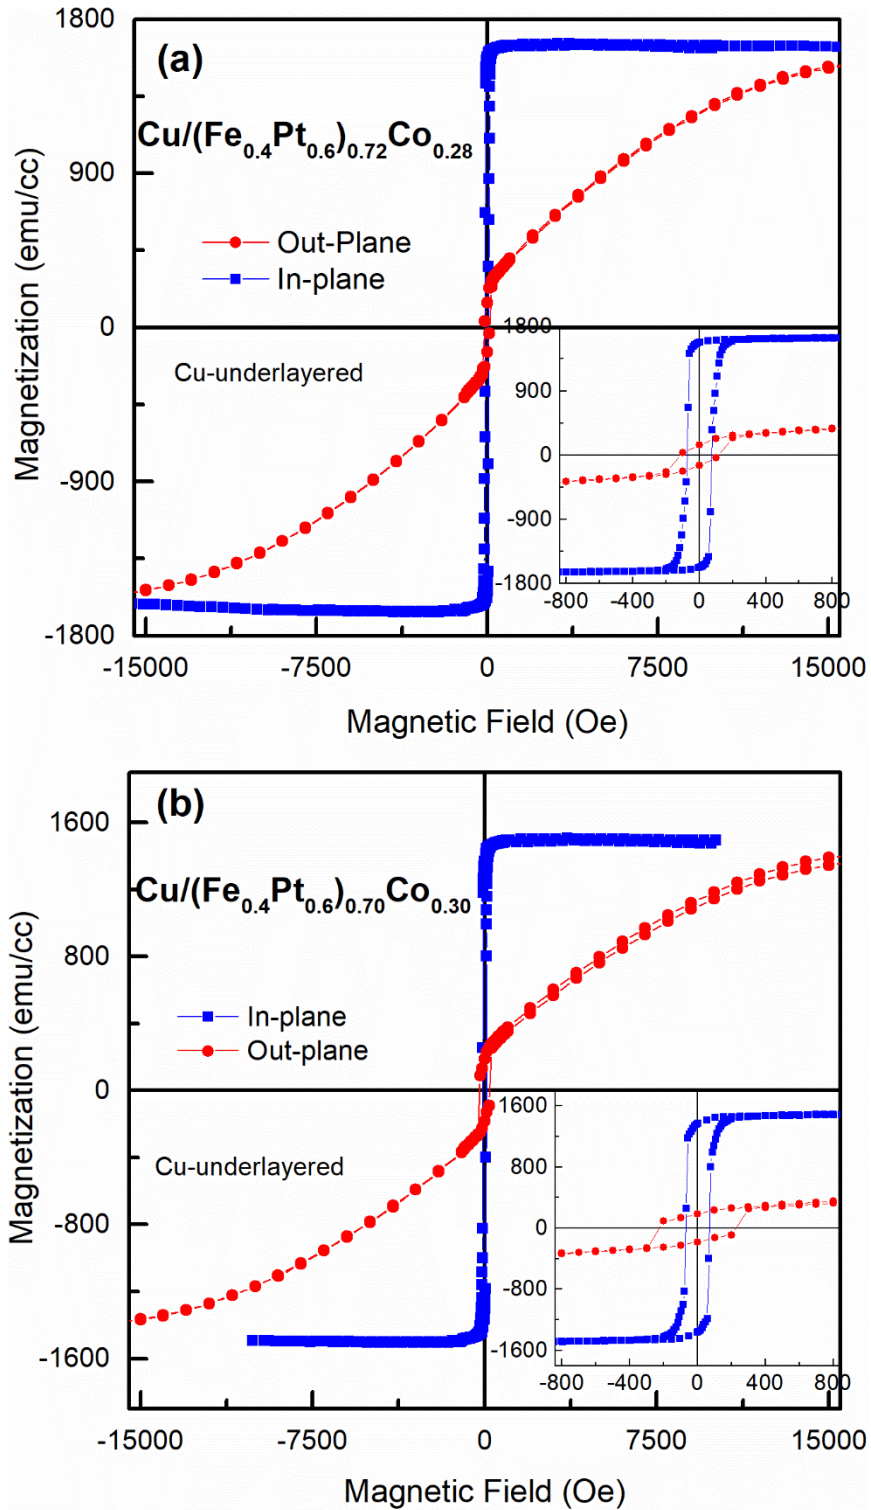 (a)
Cu/(Fe0.4Pt0.6)0.72Co0.28
Out-Plane
In-plane
Cu-underlayered
Magnetization (emu/cc)
1800
900
0
-900
-1800
-15000 -7500 0 7500 15000
Magnetic Field (Oe)
1800
900
0
-900
-1800
-800 -400 0 400 800
(b)
Cu/(Fe0.4Pt0.6)0.70Co0.30
In-plane
Out-plane
Cu-underlayered
Magnetization (emu/cc)
1600
800
0
-800
-1600
-15000 -7500 0 7500 15000
Magnetic Field (Oe)
1600
800
0
-800
-1600
-800 -400 0 400 800